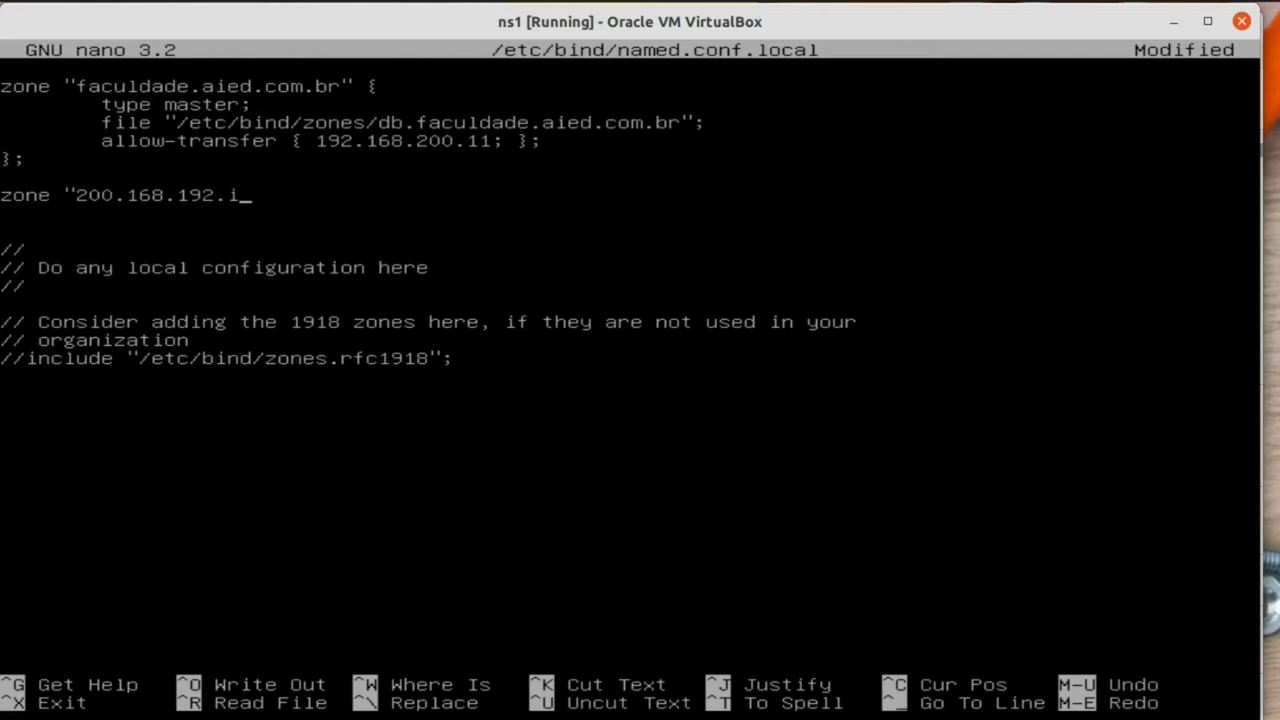 ns1 [Running] - Oracle VM VirtualBox
GNU nano 3.2 /etc/bind/named.conf.local Modified
zone "faculdade.aied.com.br" {
type master;
file "/etc/bind/zones/db.faculdade.aied.com.br";
allow-transfer { 192.168.200.11; };
};
zone "200.168.192.i_
//
// Do any local configuration here
//
// Consider adding the 1918 zones here, if they are not used in your
// organization
//include "/etc/bind/zones.rfc1918";
^G Get Help ^O Write Out ^W Where Is ^K Cut Text ^J Justify ^C Cur Pos M-U Undo
^X Exit ^R Read File ^\ Replace ^U Uncut Text ^T To Spell ^_ Go To Line M-E Redo